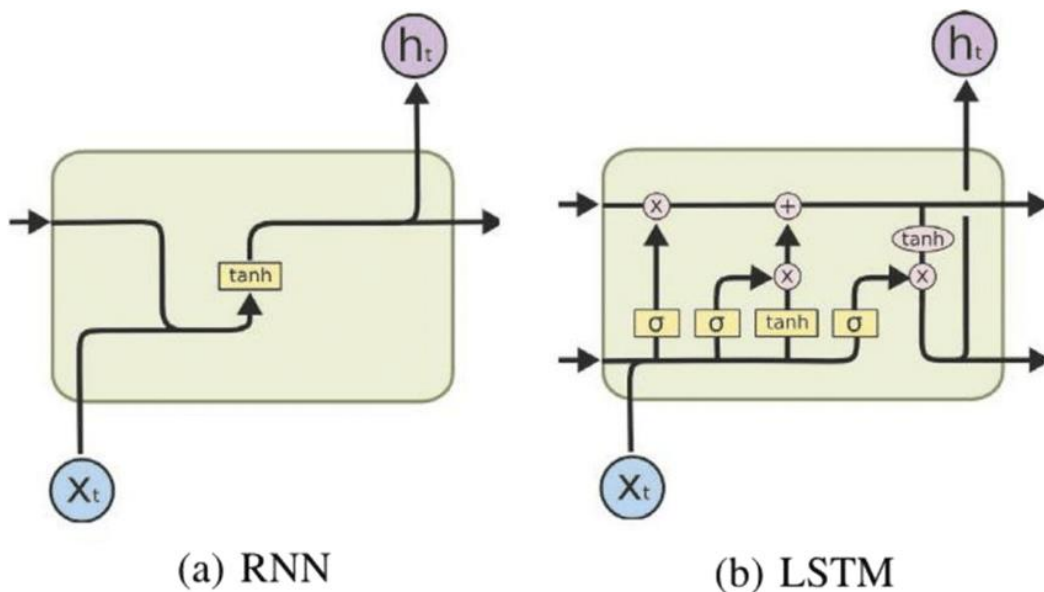 hₜ
tanh
xₜ
(a) RNN
hₜ
x + 
tanh
x x
σ σ tanh σ
xₜ
(b) LSTM